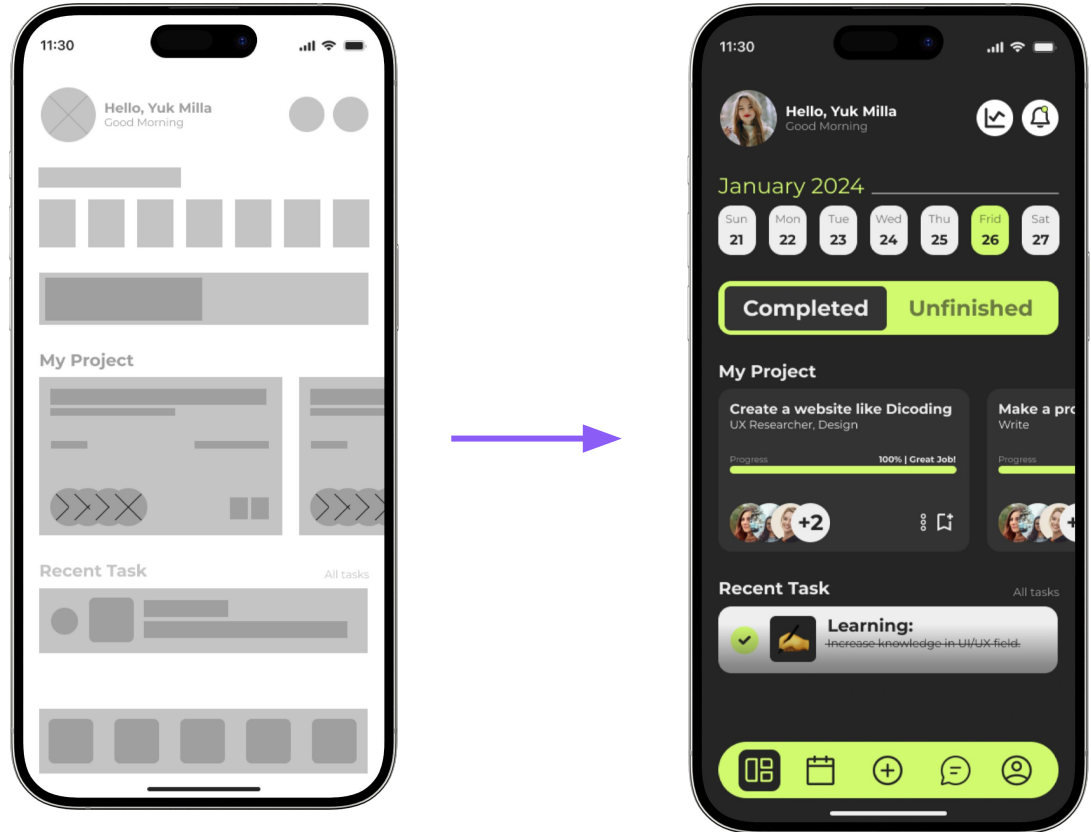 11:30
Hello, Yuk Milla
Good Morning
My Project
Recent Task
All tasks
11:30
Hello, Yuk Milla
Good Morning
January 2024
Sun Mon Tue Wed Thu Frid Sat
21 22 23 24 25 26 27
Completed Unfinished
My Project
Create a website like Dicoding
UX Researcher, Design
Progress 100% | Great Job!
+2
Make a pro
Write
Progress
+
Recent Task
All tasks
Learning:
Increase knowledge in UI/UX field.